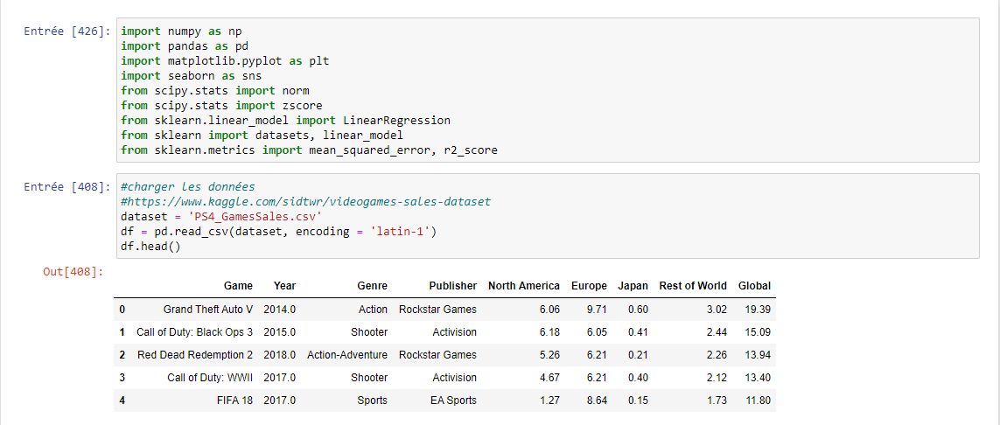 Entrée [426]: import numpy as np
import pandas as pd
import matplotlib.pyplot as plt
import seaborn as sns
from scipy.stats import norm
from scipy.stats import zscore
from sklearn.linear_model import LinearRegression
from sklearn import datasets, linear_model
from sklearn.metrics import mean_squared_error, r2_score
Entrée [408]: #charger les données
#https://www.kaggle.com/sidtwr/videogames-sales-dataset
dataset = 'PS4_GamesSales.csv'
df = pd.read_csv(dataset, encoding = 'latin-1')
df.head()
Out[408]:
Game Year Genre Publisher North America Europe Japan Rest of World Global
0 Grand Theft Auto V 2014.0 Action Rockstar Games 6.06 9.71 0.60 3.02 19.39
1 Call of Duty: Black Ops 3 2015.0 Shooter Activision 6.18 6.05 0.41 2.44 15.09
2 Red Dead Redemption 2 2018.0 Action-Adventure Rockstar Games 5.26 6.21 0.21 2.26 13.94
3 Call of Duty: WWII 2017.0 Shooter Activision 4.67 6.21 0.40 2.12 13.40
4 FIFA 18 2017.0 Sports EA Sports 1.27 8.64 0.15 1.73 11.80